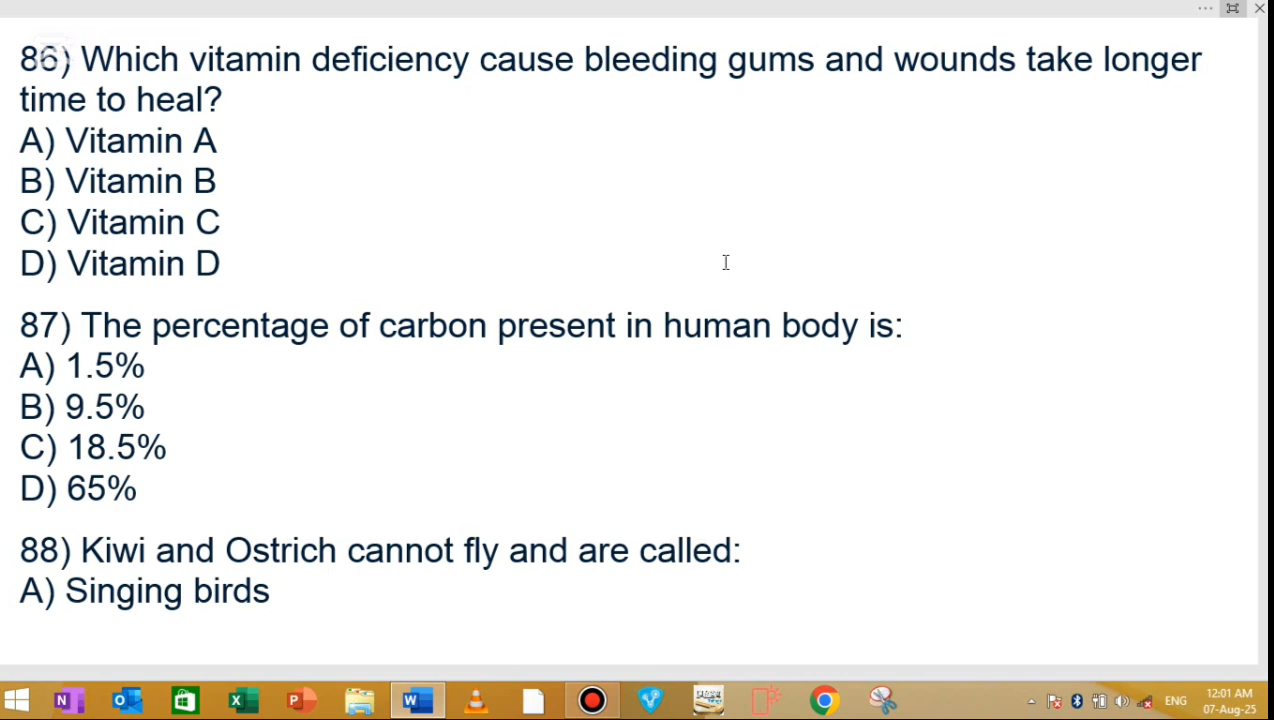 86) Which vitamin deficiency cause bleeding gums and wounds take longer
time to heal?
A) Vitamin A
B) Vitamin B
C) Vitamin C
D) Vitamin D
87) The percentage of carbon present in human body is:
A) 1.5%
B) 9.5%
C) 18.5%
D) 65%
88) Kiwi and Ostrich cannot fly and are called:
A) Singing birds
ENG
12:01 AM
07-Aug-25